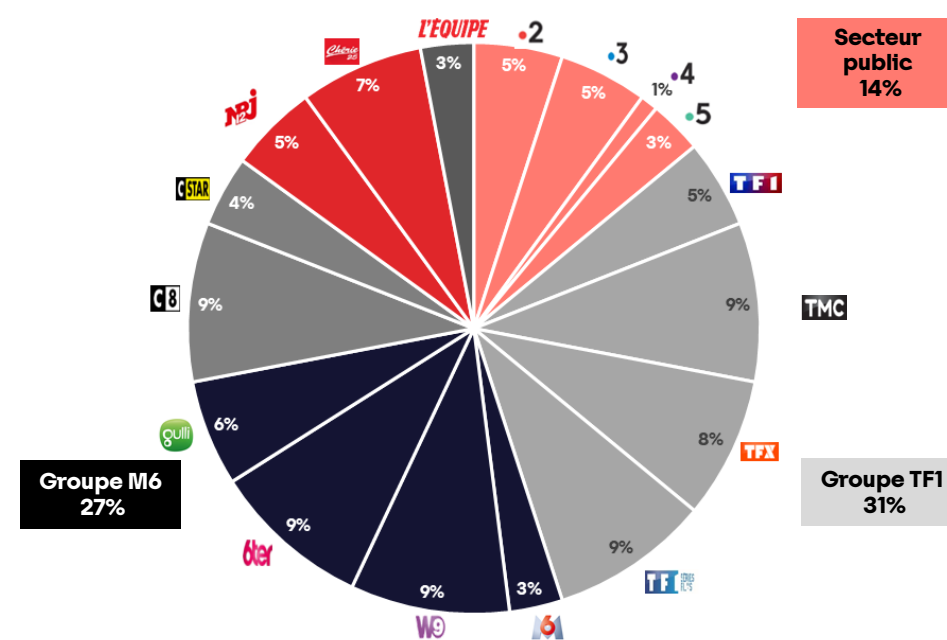 L'ÉQUIPE
2
3
4
5
Chérie
25
NRJ
12
CSTAR
C8
gulli
6ter
W9
M6
TF1
SÉRIES
FILMS
TFX
TMC
TF1
3%
5%
5%
1%
3%
5%
9%
8%
9%
3%
9%
9%
6%
9%
4%
5%
7%
Secteur
public
14%
Groupe M6
27%
Groupe TF1
31%